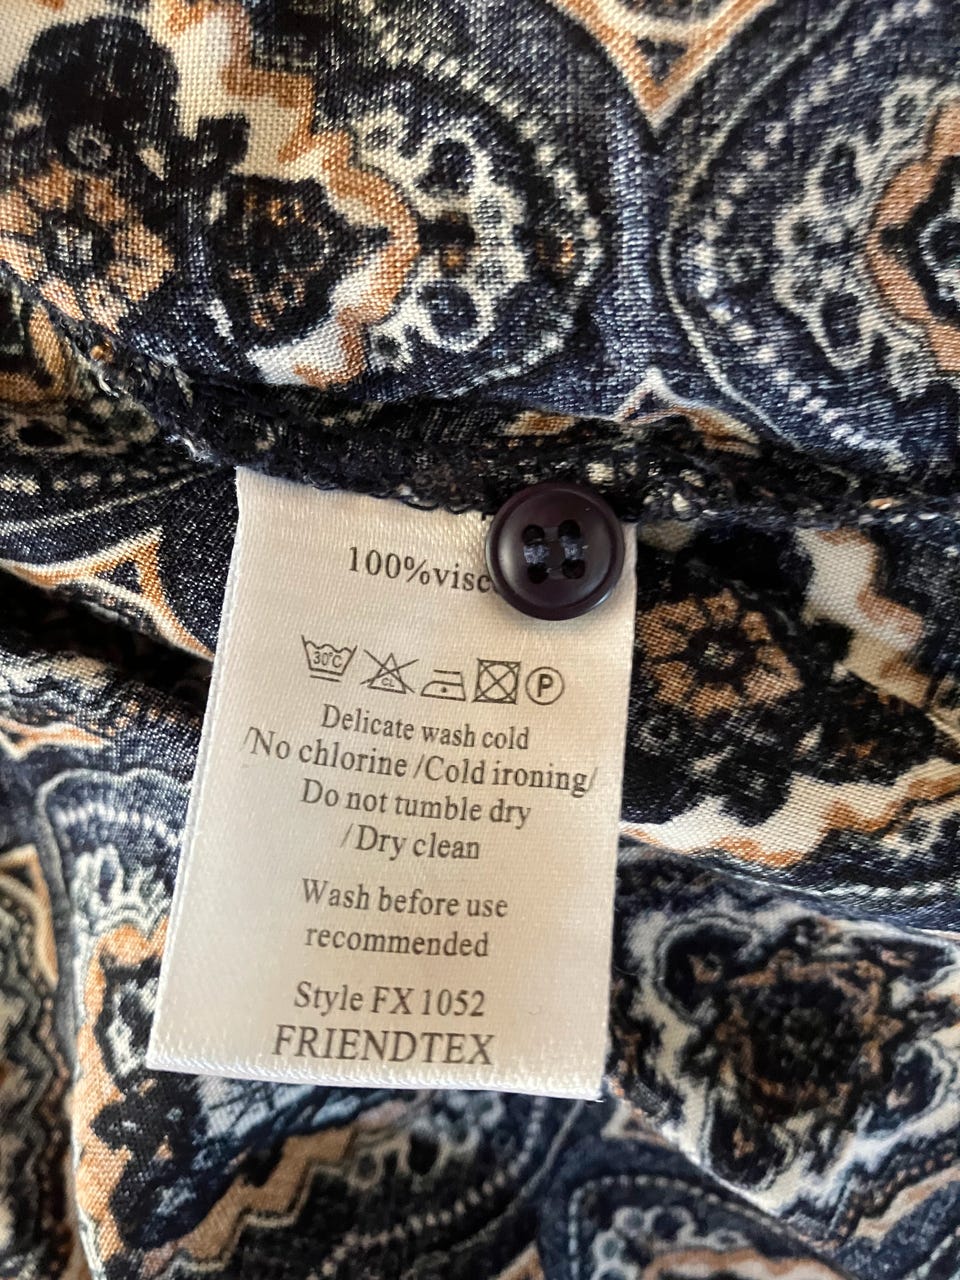 100%visc
30°C CL P
Delicate wash cold
/No chlorine /Cold ironing/
Do not tumble dry
/Dry clean
Wash before use
recommended
Style FX 1052
FRIENDTEX